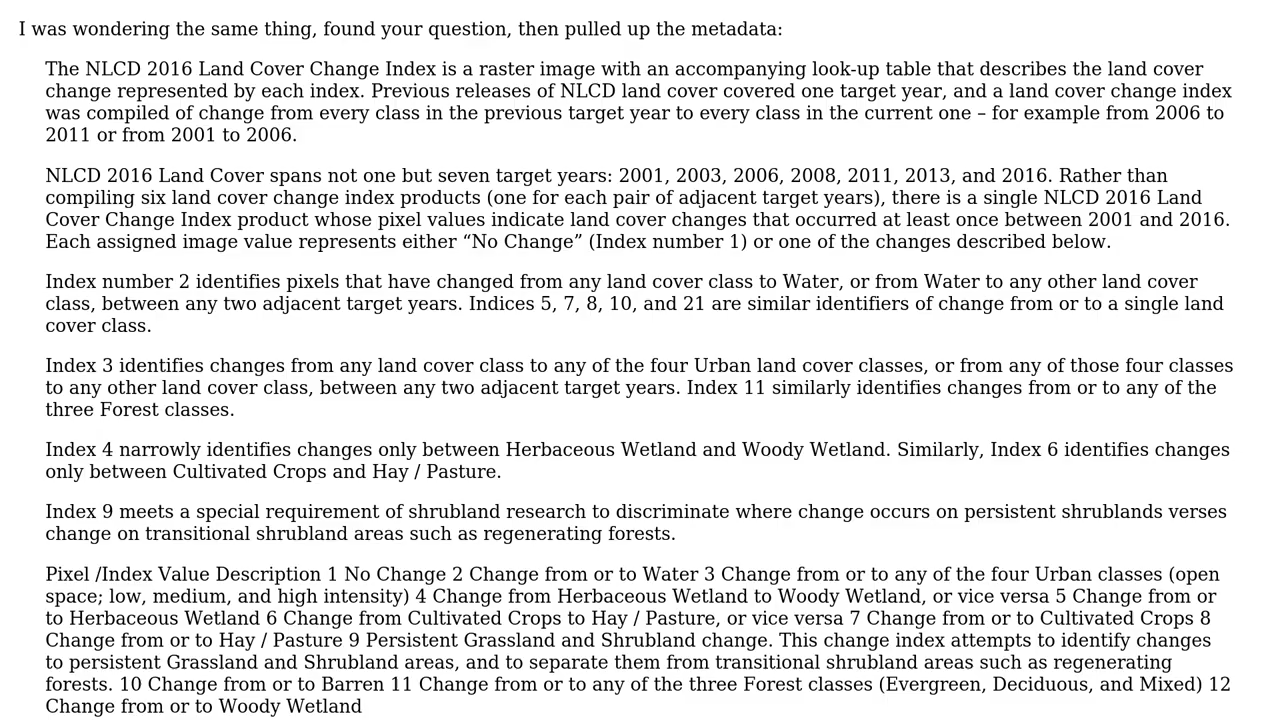 I was wondering the same thing, found your question, then pulled up the metadata:
The NLCD 2016 Land Cover Change Index is a raster image with an accompanying look-up table that describes the land cover
change represented by each index. Previous releases of NLCD land cover covered one target year, and a land cover change index
was compiled of change from every class in the previous target year to every class in the current one – for example from 2006 to
2011 or from 2001 to 2006.
NLCD 2016 Land Cover spans not one but seven target years: 2001, 2003, 2006, 2008, 2011, 2013, and 2016. Rather than
compiling six land cover change index products (one for each pair of adjacent target years), there is a single NLCD 2016 Land
Cover Change Index product whose pixel values indicate land cover changes that occurred at least once between 2001 and 2016.
Each assigned image value represents either “No Change” (Index number 1) or one of the changes described below.
Index number 2 identifies pixels that have changed from any land cover class to Water, or from Water to any other land cover
class, between any two adjacent target years. Indices 5, 7, 8, 10, and 21 are similar identifiers of change from or to a single land
cover class.
Index 3 identifies changes from any land cover class to any of the four Urban land cover classes, or from any of those four classes
to any other land cover class, between any two adjacent target years. Index 11 similarly identifies changes from or to any of the
three Forest classes.
Index 4 narrowly identifies changes only between Herbaceous Wetland and Woody Wetland. Similarly, Index 6 identifies changes
only between Cultivated Crops and Hay / Pasture.
Index 9 meets a special requirement of shrubland research to discriminate where change occurs on persistent shrublands verses
change on transitional shrubland areas such as regenerating forests.
Pixel /Index Value Description 1 No Change 2 Change from or to Water 3 Change from or to any of the four Urban classes (open
space; low, medium, and high intensity) 4 Change from Herbaceous Wetland to Woody Wetland, or vice versa 5 Change from or
to Herbaceous Wetland 6 Change from Cultivated Crops to Hay / Pasture, or vice versa 7 Change from or to Cultivated Crops 8
Change from or to Hay / Pasture 9 Persistent Grassland and Shrubland change. This change index attempts to identify changes
to persistent Grassland and Shrubland areas, and to separate them from transitional shrubland areas such as regenerating
forests. 10 Change from or to Barren 11 Change from or to any of the three Forest classes (Evergreen, Deciduous, and Mixed) 12
Change from or to Woody Wetland